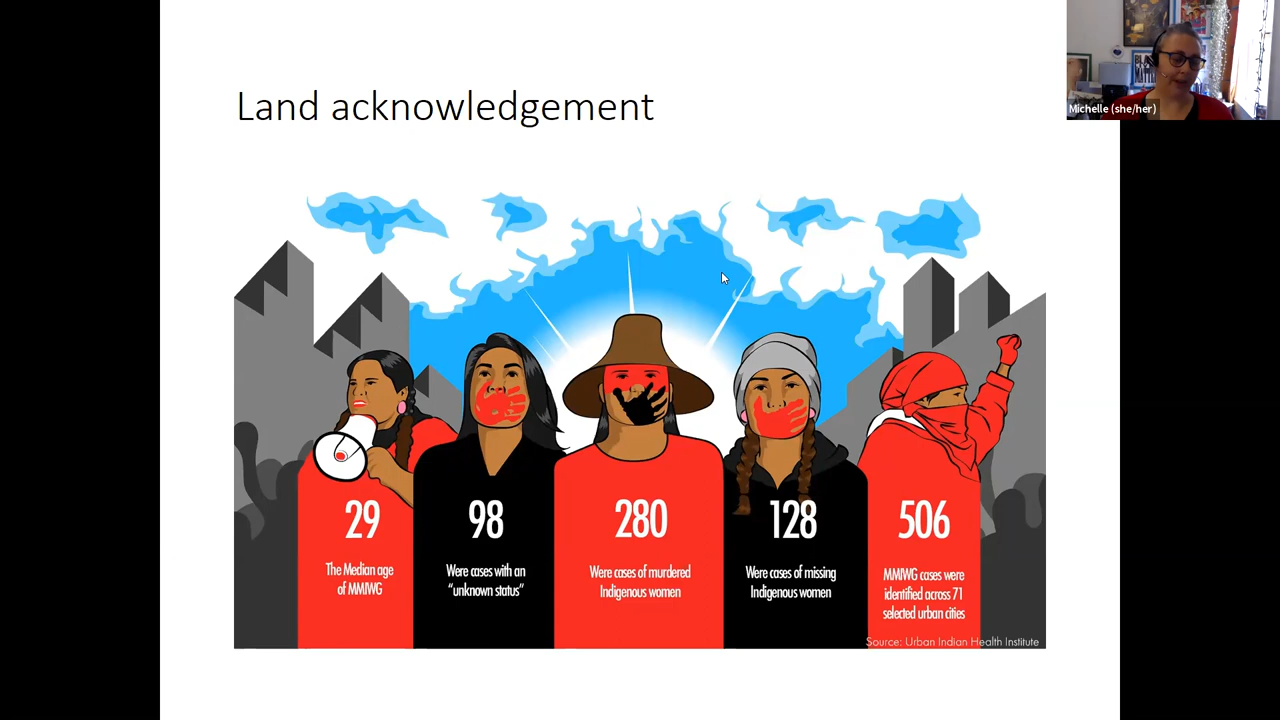 Land acknowledgement
Michelle (she/her)
29
The Median age
of MMIWG
98
Were cases with an
"unknown status"
280
Were cases of murdered
Indigenous women
128
Were cases of missing
Indigenous women
506
MMIWG cases were
identified across 71
selected urban cities
Source: Urban Indian Health Institute